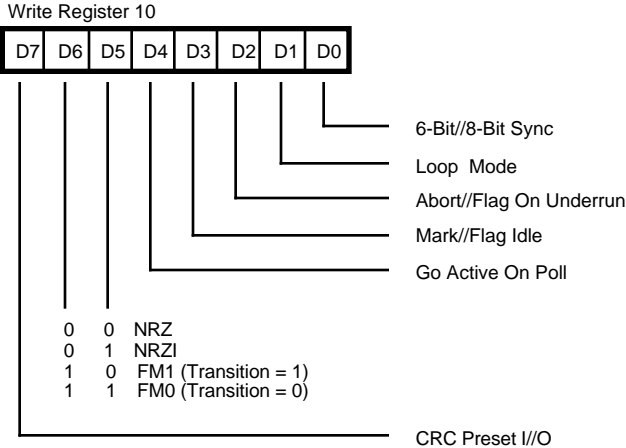 Write Register 10
D7 D6 D5 D4 D3 D2 D1 D0
6-Bit//8-Bit Sync
Loop Mode
Abort//Flag On Underrun
Mark//Flag Idle
Go Active On Poll
0 0 NRZ
0 1 NRZI
1 0 FM1 (Transition = 1)
1 1 FM0 (Transition = 0)
CRC Preset I//O